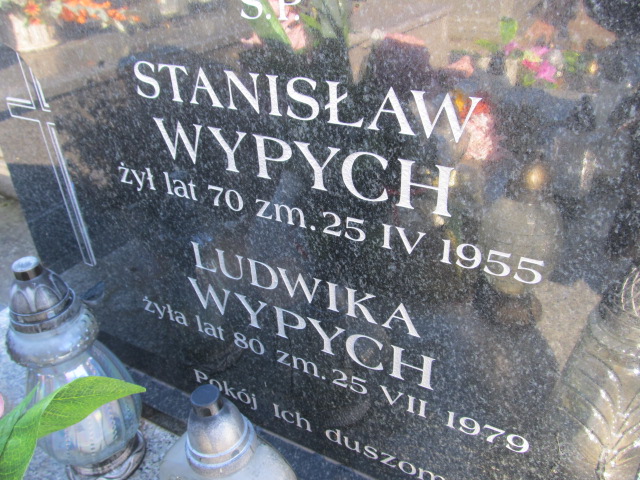 Ś.P.
STANISŁAW
WYPYCH
żył lat 70 zm. 25 IV 1955
LUDWIKA
WYPYCH
żyła lat 80 zm. 25 VII 1979
Pokój Ich duszom